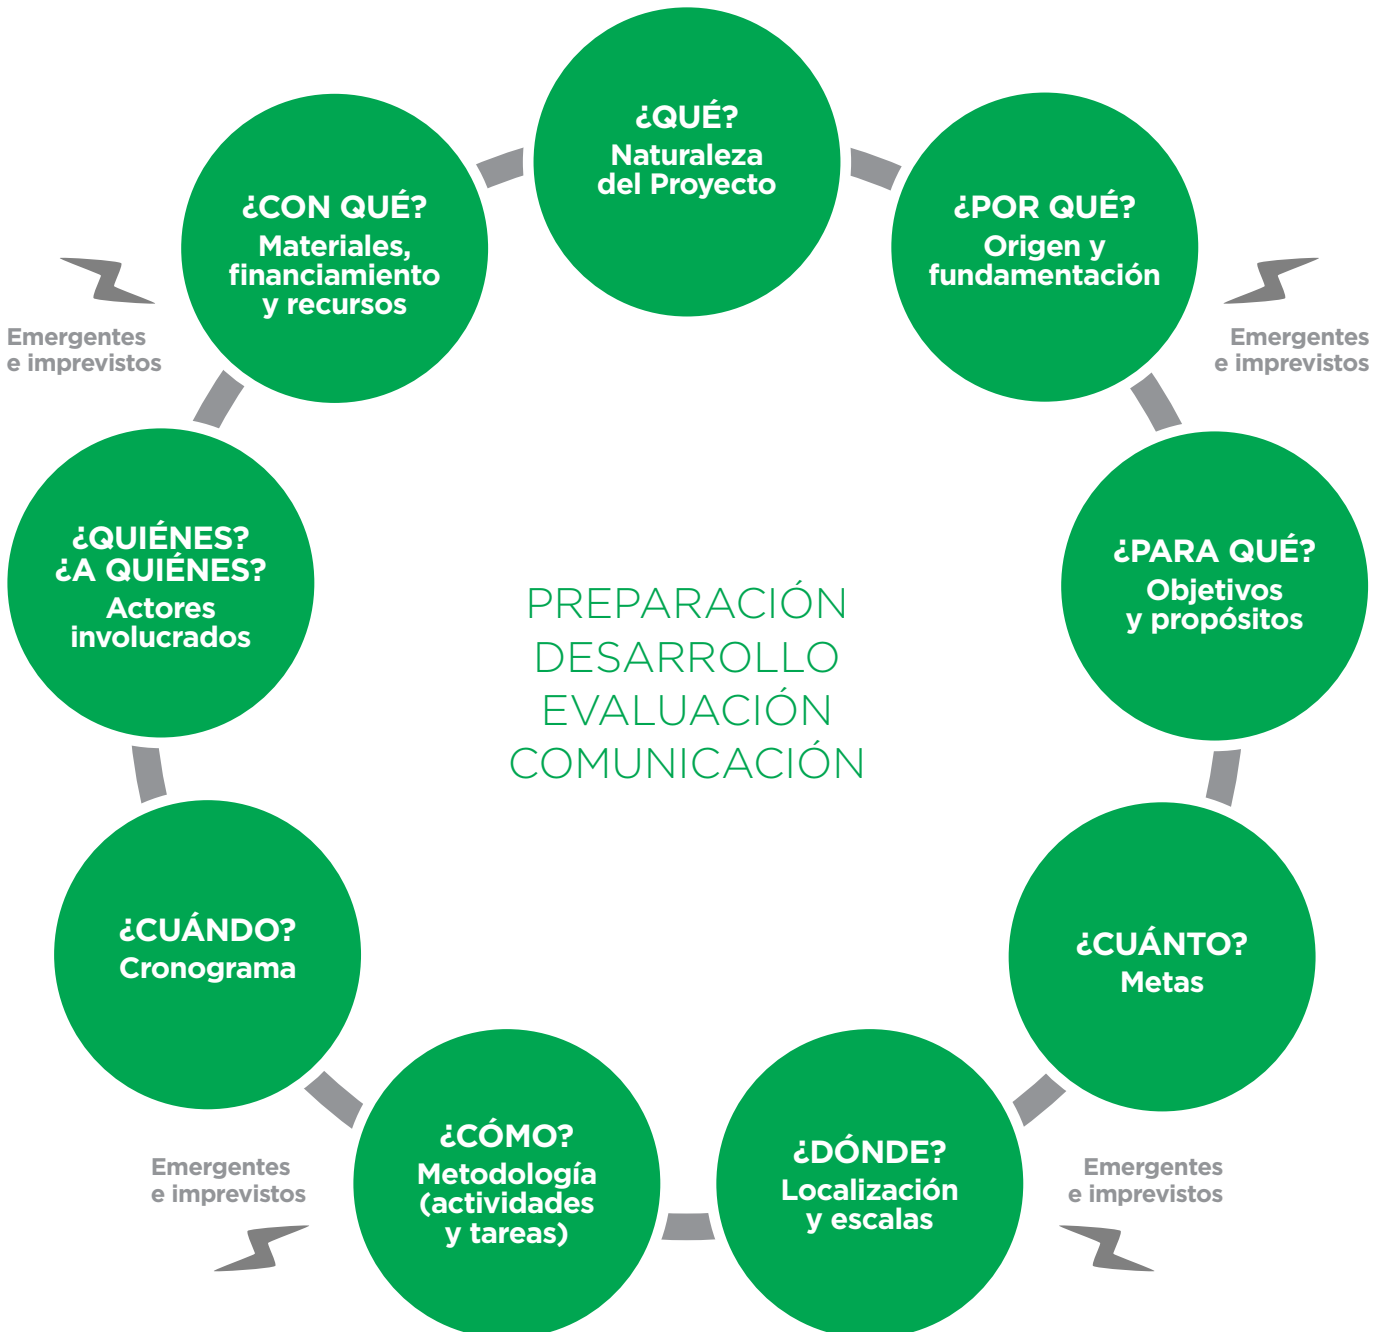 ¿QUÉ?
Naturaleza
del Proyecto
¿POR QUÉ?
Origen y
fundamentación
Emergentes
e imprevistos
¿PARA QUÉ?
Objetivos
y propósitos
¿CUÁNTO?
Metas
Emergentes
e imprevistos
¿DÓNDE?
Localización
y escalas
¿CÓMO?
Metodología
(actividades
y tareas)
Emergentes
e imprevistos
¿CUÁNDO?
Cronograma
¿QUIÉNES?
¿A QUIÉNES?
Actores
involucrados
Emergentes
e imprevistos
¿CON QUÉ?
Materiales,
financiamiento
y recursos
PREPARACIÓN
DESARROLLO
EVALUACIÓN
COMUNICACIÓN